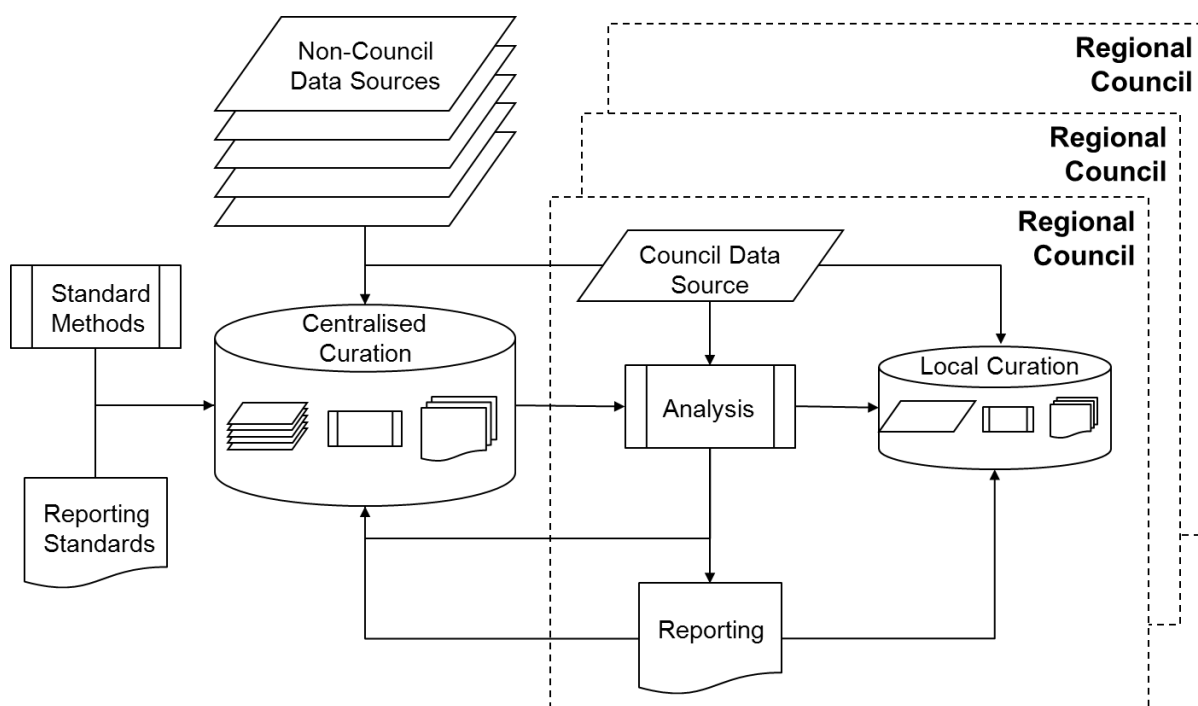 Non-Council
Data Sources
Regional
Council
Regional
Council
Regional
Council
Council Data
Source
Standard
Methods
Centralised
Curation
Local Curation
Analysis
Reporting
Standards
Reporting